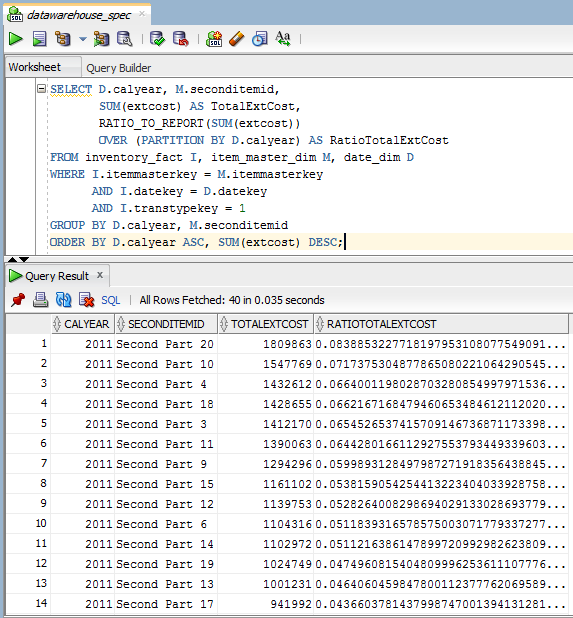 datawarehouse_spec
Worksheet Query Builder
SELECT D.calyear, M.seconditemid,
SUM(extcost) AS TotalExtCost,
RATIO_TO_REPORT(SUM(extcost))
OVER (PARTITION BY D.calyear) AS RatioTotalExtCost
FROM inventory_fact I, item_master_dim M, date_dim D
WHERE I.itemmasterkey = M.itemmasterkey
AND I.datekey = D.datekey
AND I.transtypekey = 1
GROUP BY D.calyear, M.seconditemid
ORDER BY D.calyear ASC, SUM(extcost) DESC;
Query Result
SQL All Rows Fetched: 40 in 0.035 seconds
CALYEAR SECONDITEMID TOTALEXTCOST RATIOTOTALEXTCOST
1 2011 Second Part 20 1809863 0.0838853227718197953108077549091...
2 2011 Second Part 10 1547769 0.0717375304877865080221064290545...
3 2011 Second Part 4 1432612 0.0664001198028703280854997971536...
4 2011 Second Part 18 1428655 0.0662167168479460653484612112020...
5 2011 Second Part 3 1412170 0.0654526537415709146736871173398...
6 2011 Second Part 11 1390063 0.0644280166112927553793449339603...
7 2011 Second Part 9 1294296 0.0599893128497987271918356438845...
8 2011 Second Part 15 1161102 0.0538159054254413223404033928758...
9 2011 Second Part 12 1139753 0.0528264008298694029133028693779...
10 2011 Second Part 6 1104316 0.0511839316578575003071779337277...
11 2011 Second Part 14 1102972 0.0511216386147899720992982623809...
12 2011 Second Part 19 1024749 0.0474960815404809996253611107776...
13 2011 Second Part 13 1001231 0.0464060459847800112377762069589...
14 2011 Second Part 17 941992 0.0436603781437998747001394131281...